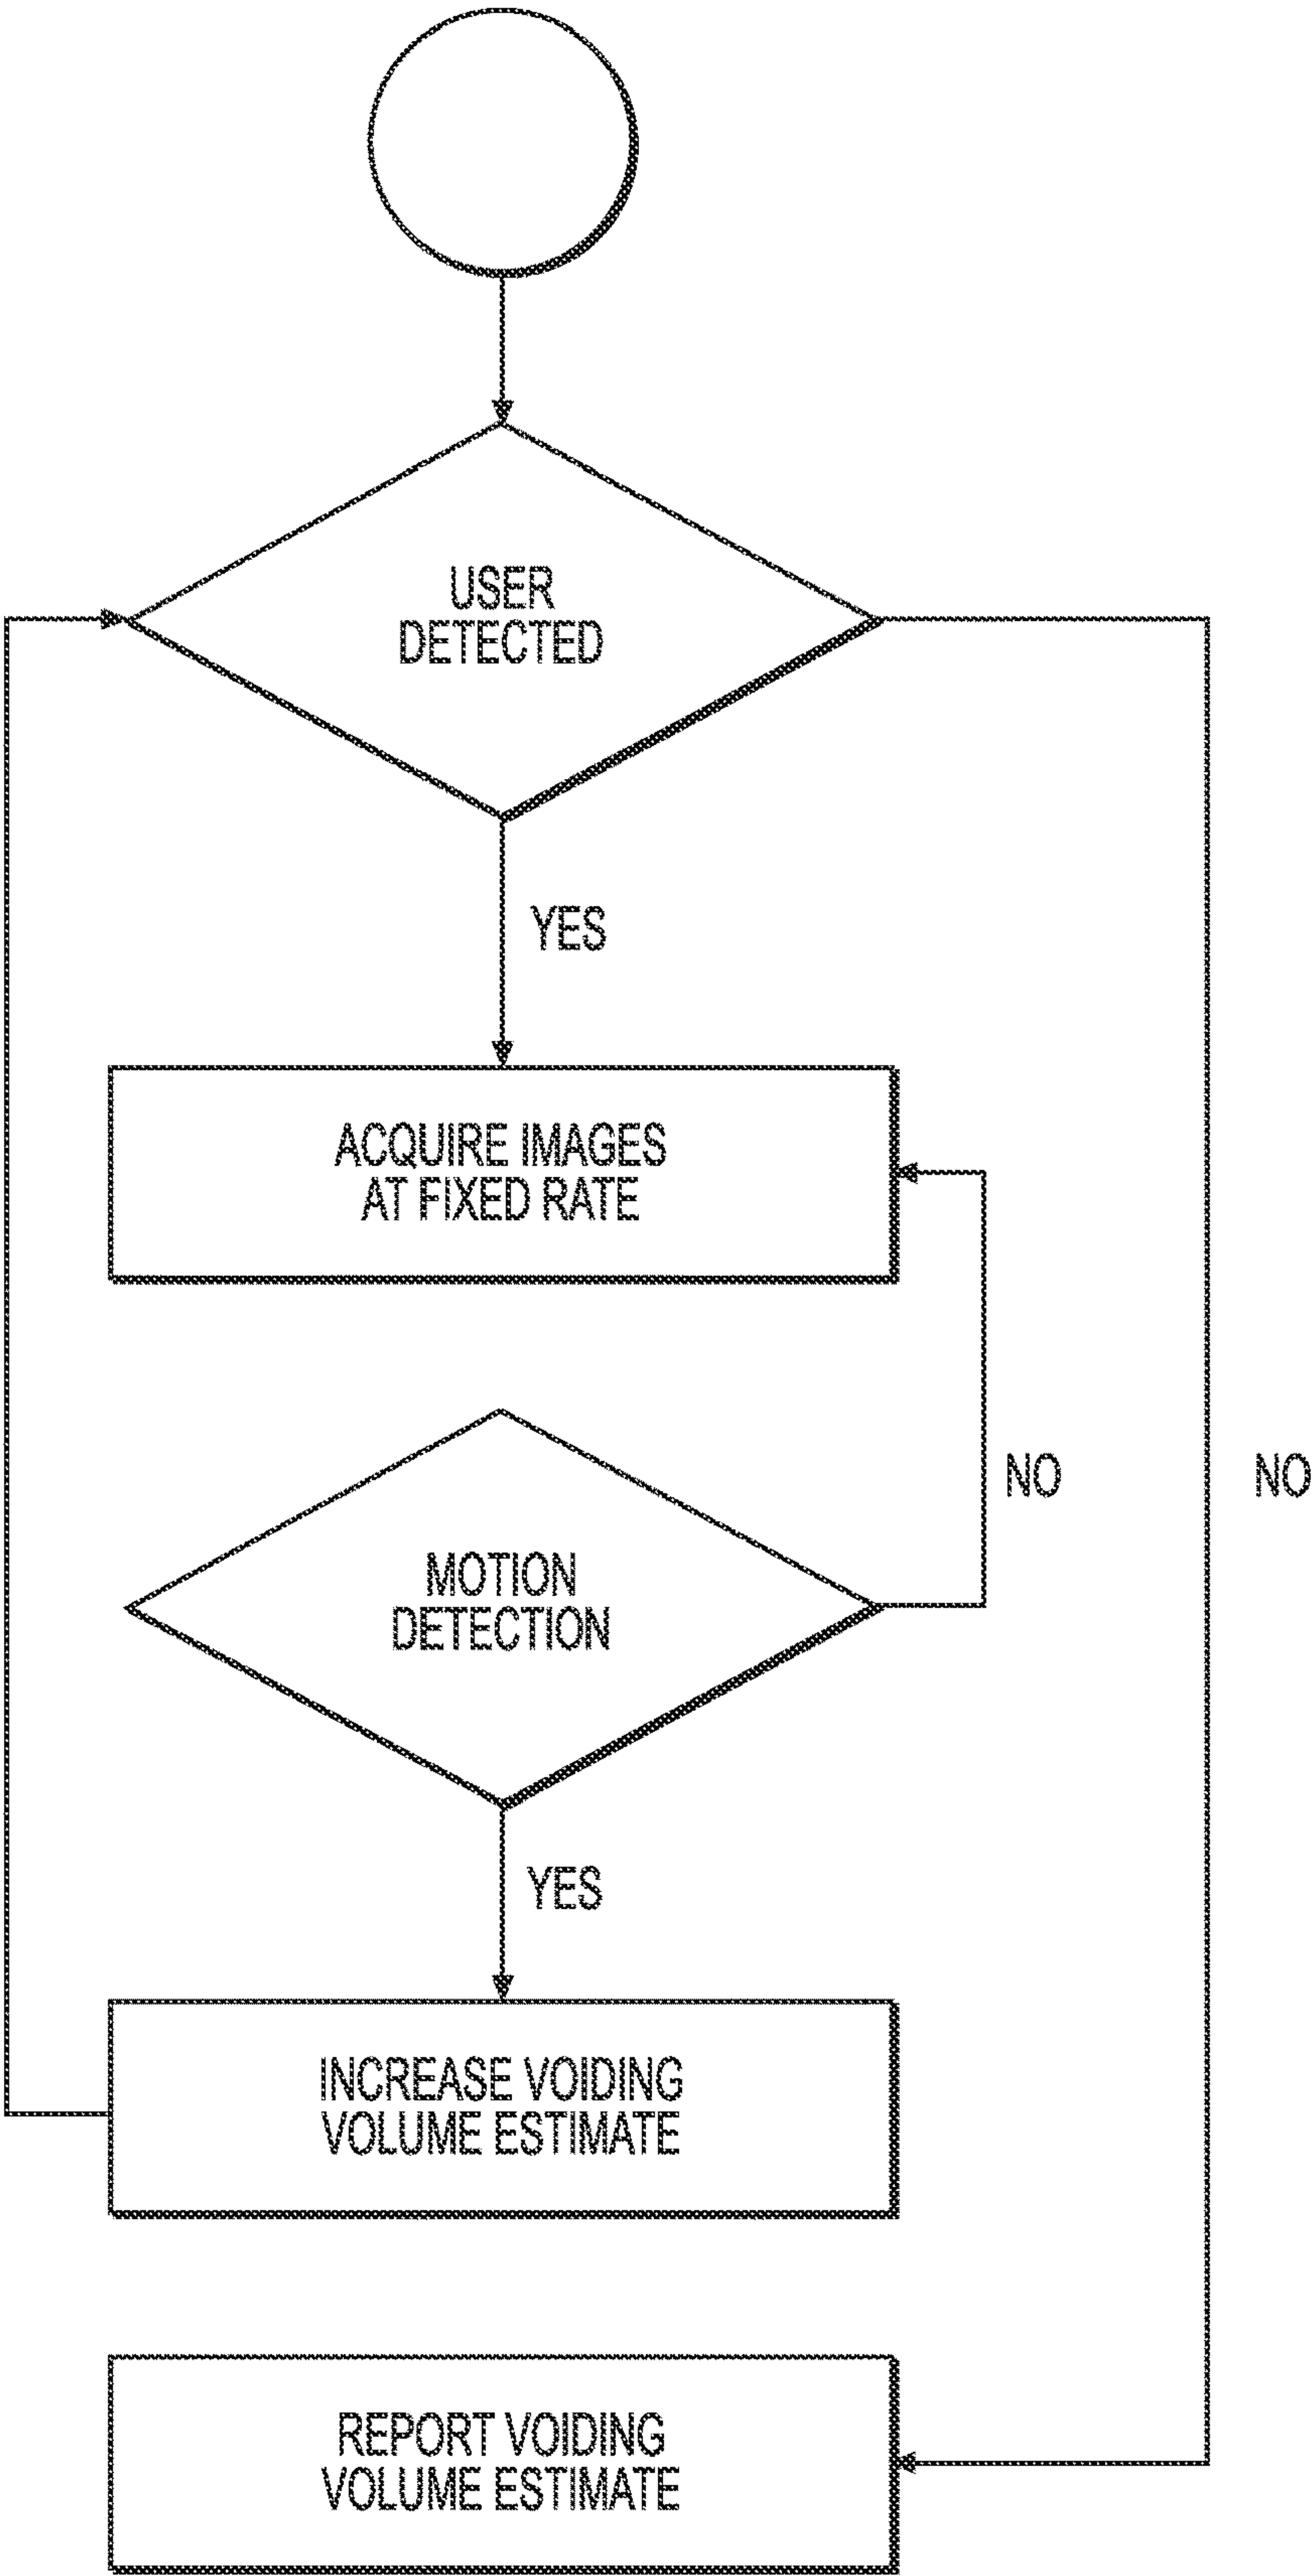 USER
DETECTED
YES
ACQUIRE IMAGES
AT FIXED RATE
NO
NO
MOTION
DETECTION
YES
INCREASE VOIDING
VOLUME ESTIMATE
REPORT VOIDING
VOLUME ESTIMATE